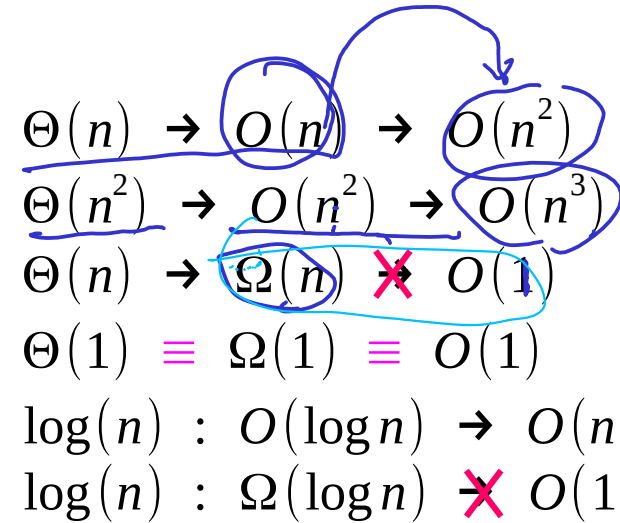 Θ(n) → O(n) → O(n²)
Θ(n²) → O(n²) → O(n³)
Θ(n) → Ω(n) → O(1)
Θ(1) ≡ Ω(1) ≡ O(1)
log(n) : O(log n) → O(n
log(n) : Ω(log n) → O(1